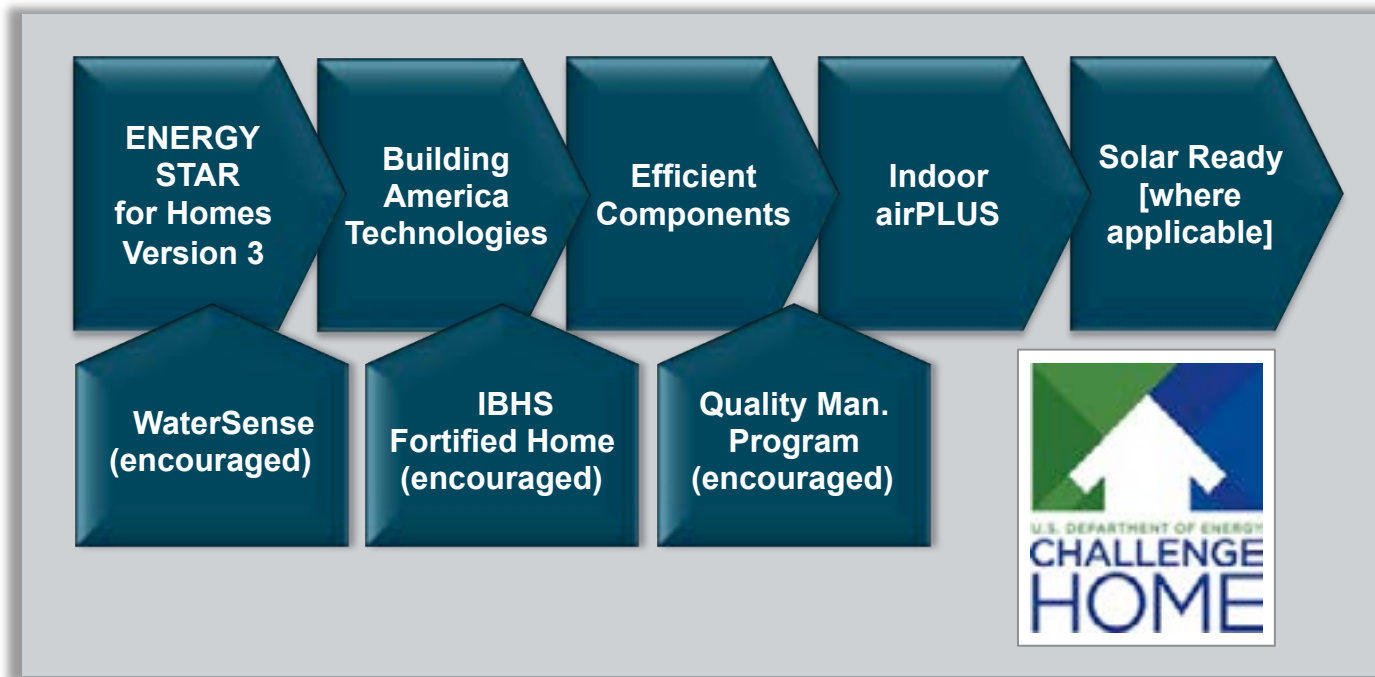 ENERGY
STAR
for Homes
Version 3
Building
America
Technologies
Efficient
Components
Indoor
airPLUS
Solar Ready
[where
applicable]
WaterSense
(encouraged)
IBHS
Fortified Home
(encouraged)
Quality Man.
Program
(encouraged)
U.S. DEPARTMENT OF ENERGY
CHALLENGE
HOME